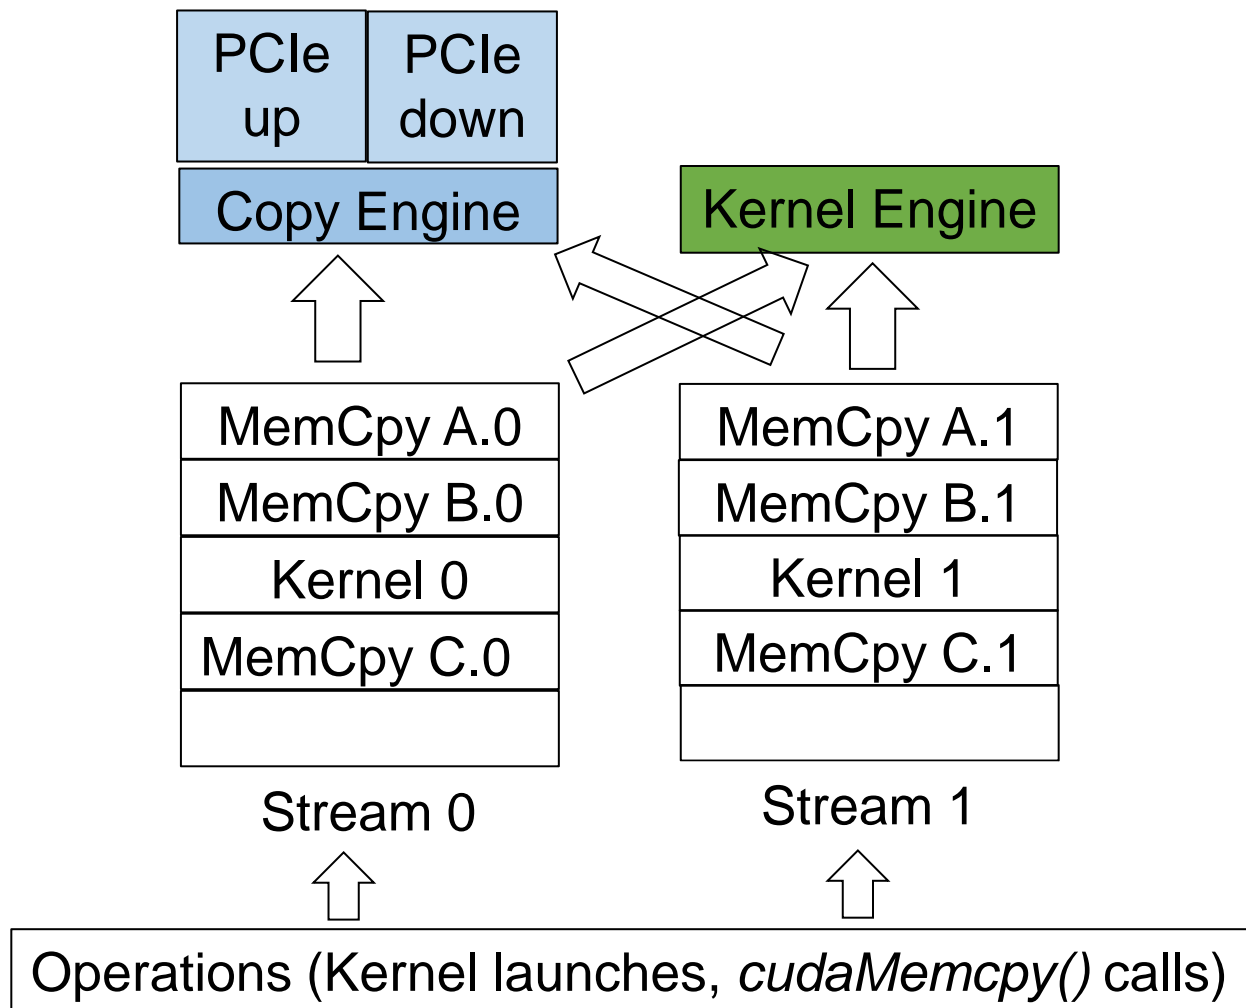 PCIe
up
PCIe
down
Copy Engine
Kernel Engine
MemCpy A.0
MemCpy B.0
Kernel 0
MemCpy C.0
Stream 0
MemCpy A.1
MemCpy B.1
Kernel 1
MemCpy C.1
Stream 1
Operations (Kernel launches, cudaMemcpy() calls)